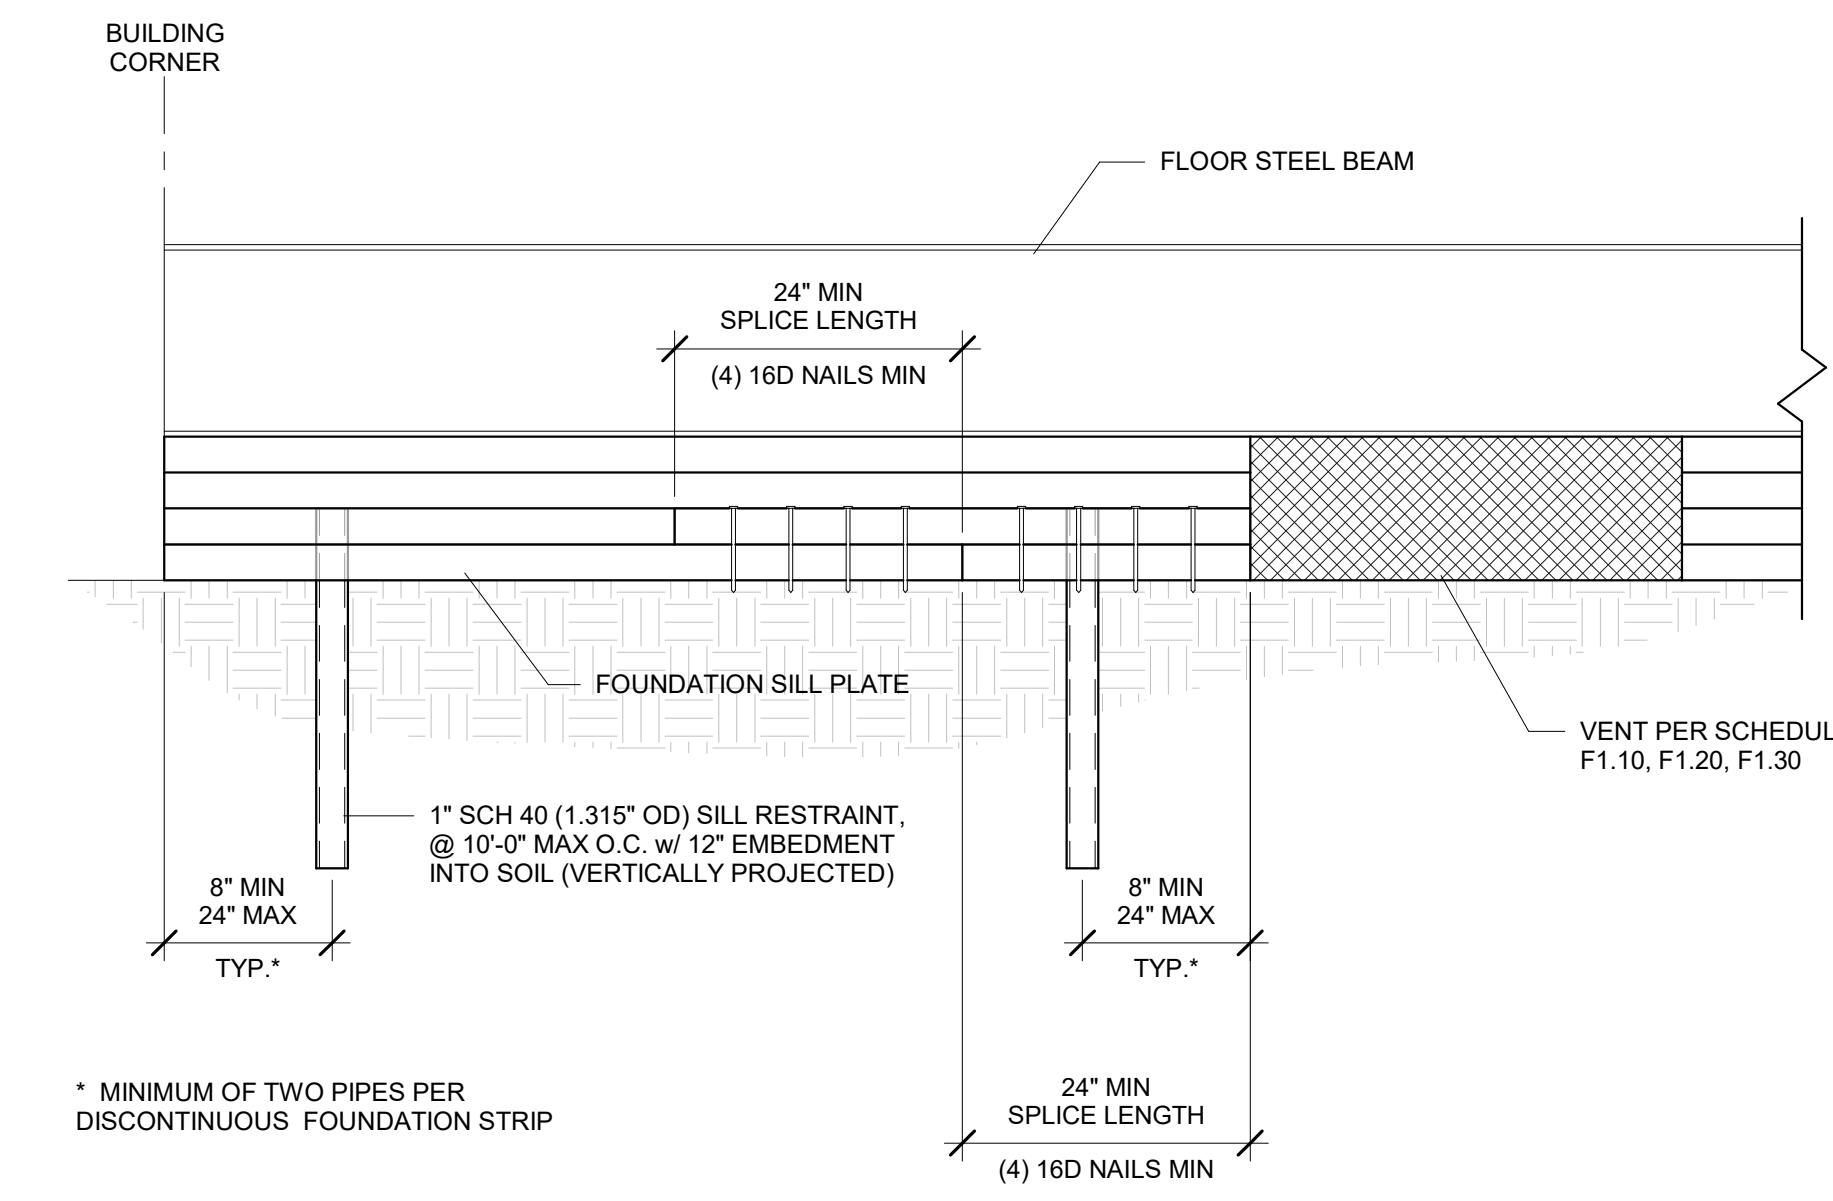 BUILDING
CORNER
FLOOR STEEL BEAM
24" MIN
SPLICE LENGTH
(4) 16D NAILS MIN
FOUNDATION SILL PLATE
VENT PER
F1.10, F1.20, F1.30
1" SCH 40 (1.315" OD) SILL RESTRAINT,
@ 10'-0" MAX O.C. w/ 12" EMBEDMENT
INTO SOIL (VERTICALLY PROJECTED)
8" MIN
24" MAX
TYP.*
8" MIN
24" MAX
TYP.*
* MINIMUM OF TWO PIPES PER
DISCONTINUOUS FOUNDATION STRIP
24" MIN
SPLICE LENGTH
(4) 16D NAILS MIN